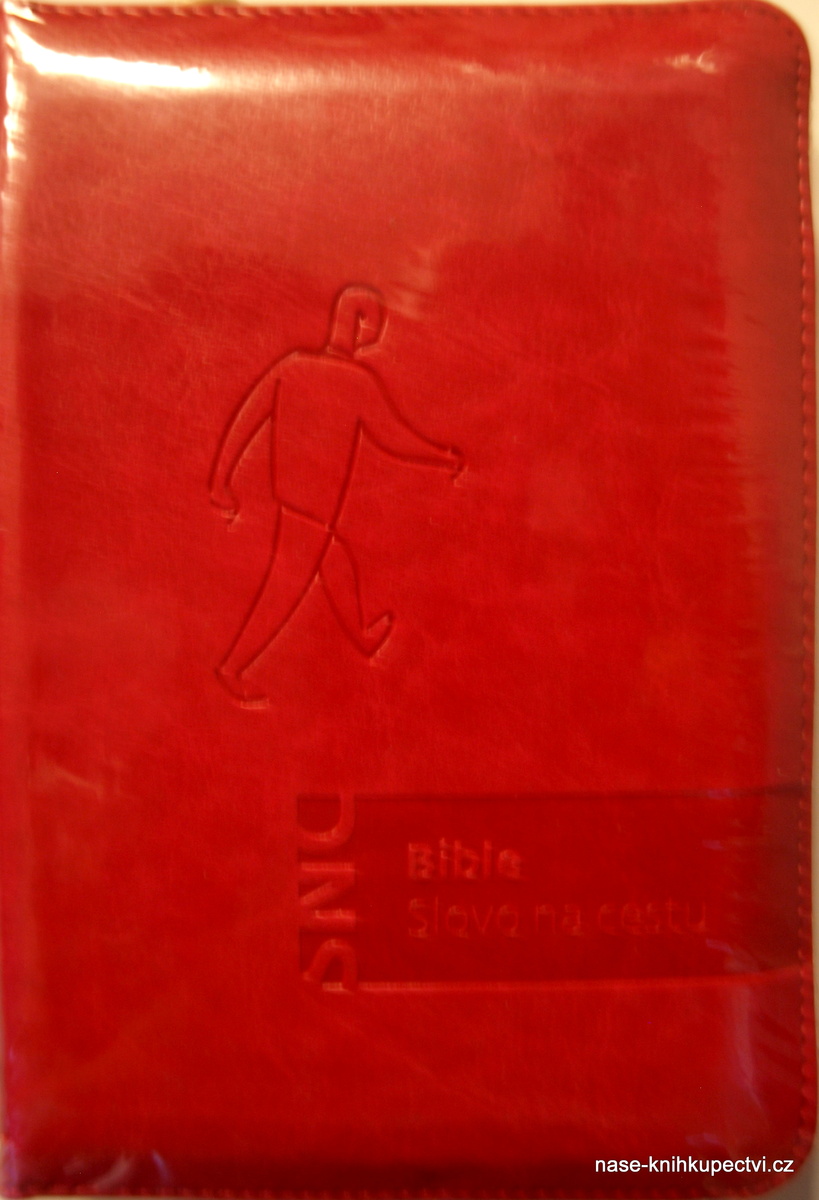 SNC
Bible
Slovo na cestu
nase-knihkupectvi.cz